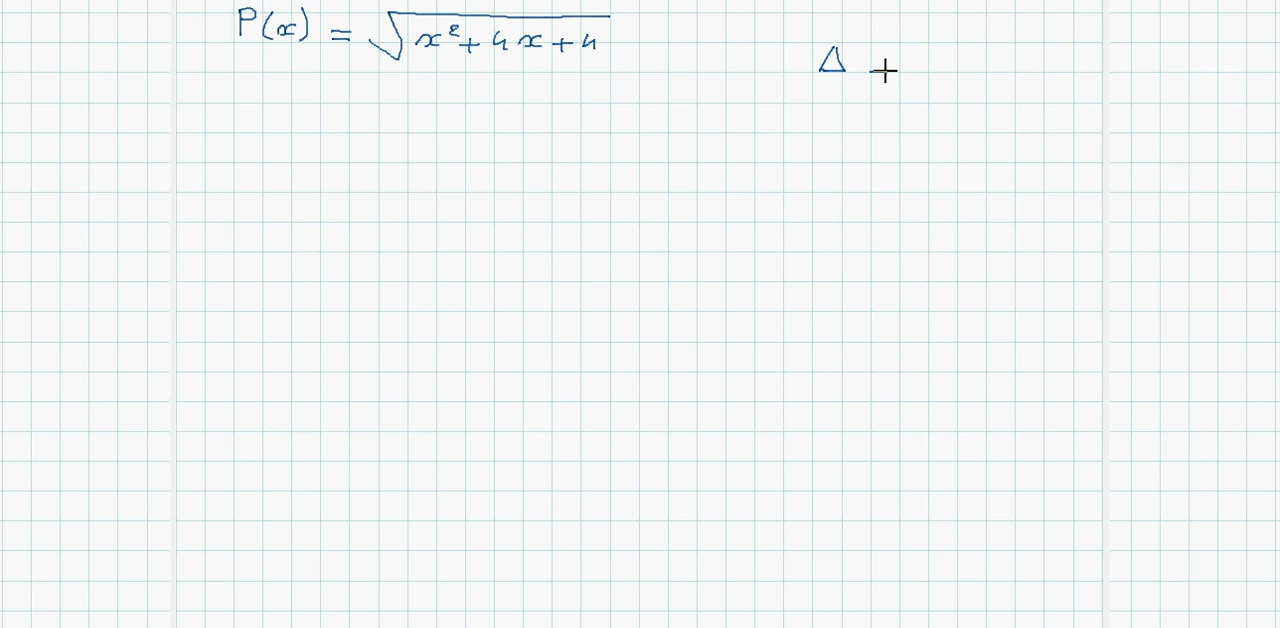 P(x) = √(x² + 4x + 4)
Δ